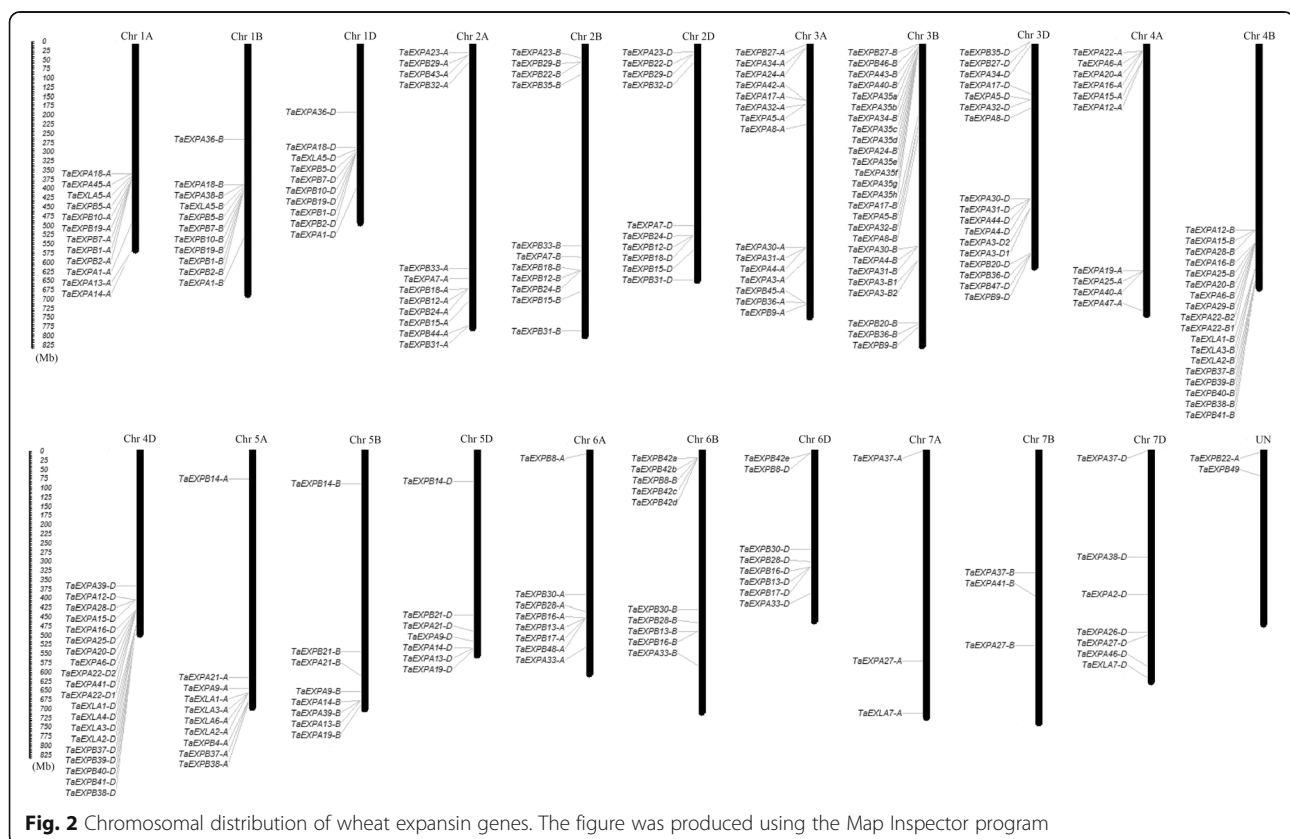 Chr 1A
Chr 1B
Chr 1D
Chr 2A
Chr 2B
Chr 2D
Chr 3A
Chr 3B
Chr 3D
Chr 4A
Chr 4B
0
25
50
75
100
125
150
175
200
225
250
275
300
325
350
375
400
425
450
475
500
525
550
575
600
625
650
675
700
725
750
775
800
825
(Mb)
TaEXPA18-A
TaEXPA45-A
TaEXLA5-A
TaEXPB5-A
TaEXPB10-A
TaEXPB19-A
TaEXPB7-A
TaEXPB1-A
TaEXPB2-A
TaEXPA1-A
TaEXPA13-A
TaEXPA14-A
TaEXPA36-B
TaEXPA18-B
TaEXPA38-B
TaEXLA5-B
TaEXPB5-B
TaEXPB7-B
TaEXPB10-B
TaEXPB19-B
TaEXPB1-B
TaEXPB2-B
TaEXPA1-B
TaEXPA36-D
TaEXPA18-D
TaEXLA5-D
TaEXPB5-D
TaEXPB7-D
TaEXPB10-D
TaEXPB19-D
TaEXPB1-D
TaEXPB2-D
TaEXPA1-D
TaEXPA23-A
TaEXPB29-A
TaEXPA43-A
TaEXPB32-A
TaEXPB33-A
TaEXPA7-A
TaEXPB18-A
TaEXPB12-A
TaEXPB24-A
TaEXPB15-A
TaEXPB44-A
TaEXPB31-A
TaEXPA23-B
TaEXPB29-B
TaEXPB22-B
TaEXPB35-B
TaEXPB33-B
TaEXPA7-B
TaEXPB18-B
TaEXPB12-B
TaEXPB24-B
TaEXPB15-B
TaEXPB31-B
TaEXPA23-D
TaEXPB22-D
TaEXPB29-D
TaEXPB32-D
TaEXPA7-D
TaEXPB24-D
TaEXPB12-D
TaEXPB18-D
TaEXPB15-D
TaEXPB31-D
TaEXPB27-A
TaEXPA34-A
TaEXPA24-A
TaEXPA42-A
TaEXPA17-A
TaEXPA32-A
TaEXPA5-A
TaEXPA8-A
TaEXPA30-A
TaEXPA31-A
TaEXPA4-A
TaEXPA3-A
TaEXPB45-A
TaEXPB36-A
TaEXPB9-A
TaEXPB27-B
TaEXPB46-B
TaEXPA43-B
TaEXPA40-B
TaEXPA35a
TaEXPA35b
TaEXPA34-B
TaEXPA35c
TaEXPA35d
TaEXPA24-B
TaEXPA35e
TaEXPA35f
TaEXPA35g
TaEXPA35h
TaEXPA17-B
TaEXPA5-B
TaEXPA32-B
TaEXPA8-B
TaEXPA30-B
TaEXPA4-B
TaEXPA31-B
TaEXPA3-B1
TaEXPA3-B2
TaEXPB20-B
TaEXPB36-B
TaEXPB9-B
TaEXPB35-D
TaEXPB27-D
TaEXPA34-D
TaEXPA17-D
TaEXPA5-D
TaEXPA32-D
TaEXPA8-D
TaEXPA30-D
TaEXPA31-D
TaEXPA44-D
TaEXPA4-D
TaEXPA3-D2
TaEXPA3-D1
TaEXPB20-D
TaEXPB36-D
TaEXPB47-D
TaEXPB9-D
TaEXPA22-A
TaEXPA6-A
TaEXPA20-A
TaEXPA16-A
TaEXPA15-A
TaEXPA12-A
TaEXPA19-A
TaEXPA25-A
TaEXPA40-A
TaEXPA47-A
TaEXPA12-B
TaEXPA15-B
TaEXPA28-B
TaEXPA16-B
TaEXPA25-B
TaEXPA20-B
TaEXPA6-B
TaEXPA29-B
TaEXPA22-B2
TaEXPA22-B1
TaEXLA1-B
TaEXLA3-B
TaEXLA2-B
TaEXPB37-B
TaEXPB39-B
TaEXPB40-B
TaEXPB38-B
TaEXPB41-B
Chr 4D
Chr 5A
Chr 5B
Chr 5D
Chr 6A
Chr 6B
Chr 6D
Chr 7A
Chr 7B
Chr 7D
UN
0
25
50
75
100
125
150
175
200
225
250
275
300
325
350
375
400
425
450
475
500
525
550
575
600
625
650
675
700
725
750
775
800
825
(Mb)
TaEXPA39-D
TaEXPA12-D
TaEXPA28-D
TaEXPA15-D
TaEXPA16-D
TaEXPA25-D
TaEXPA20-D
TaEXPA6-D
TaEXPA22-D2
TaEXPA41-D
TaEXPA22-D1
TaEXLA1-D
TaEXLA4-D
TaEXLA3-D
TaEXLA2-D
TaEXPB37-D
TaEXPB39-D
TaEXPB40-D
TaEXPB41-D
TaEXPB38-D
TaEXPB14-A
TaEXPA21-A
TaEXPA9-A
TaEXLA1-A
TaEXLA3-A
TaEXLA6-A
TaEXLA2-A
TaEXPB4-A
TaEXPB37-A
TaEXPB38-A
TaEXPB14-B
TaEXPB21-B
TaEXPA21-B
TaEXPA9-B
TaEXPA14-B
TaEXPA39-B
TaEXPA13-B
TaEXPA19-B
TaEXPB14-D
TaEXPB21-D
TaEXPA21-D
TaEXPA9-D
TaEXPA14-D
TaEXPA13-D
TaEXPA19-D
TaEXPB8-A
TaEXPB30-A
TaEXPB28-A
TaEXPB16-A
TaEXPB13-A
TaEXPB17-A
TaEXPB48-A
TaEXPA33-A
TaEXPB42a
TaEXPB42b
TaEXPB8-B
TaEXPB42c
TaEXPB42d
TaEXPB30-B
TaEXPB28-B
TaEXPB13-B
TaEXPB16-B
TaEXPA33-B
TaEXPB42e
TaEXPB8-D
TaEXPB30-D
TaEXPB28-D
TaEXPB16-D
TaEXPB13-D
TaEXPB17-D
TaEXPA33-D
TaEXPA37-A
TaEXPA27-A
TaEXLA7-A
TaEXPA37-B
TaEXPA41-B
TaEXPA27-B
TaEXPA37-D
TaEXPA38-D
TaEXPA2-D
TaEXPA26-D
TaEXPA27-D
TaEXPA46-D
TaEXLA7-D
TaEXPB22-A
TaEXPB49
Fig. 2 Chromosomal distribution of wheat expansin genes. The figure was produced using the Map Inspector program